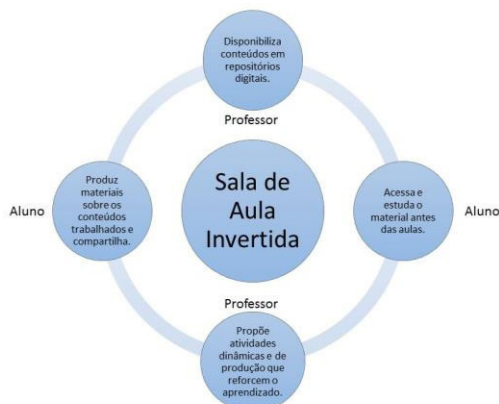 Disponibiliza
conteúdos em
repositórios
digitais.
Professor
Sala de
Aula
Invertida
Aluno
Produz
materiais sobre os
conteúdos
trabalhados e
compartilha.
Acessa e
estuda o
material antes
das aulas.
Aluno
Professor
Propõe
atividades
dinâmicas e de
produção que
reforcem o
aprendizado.